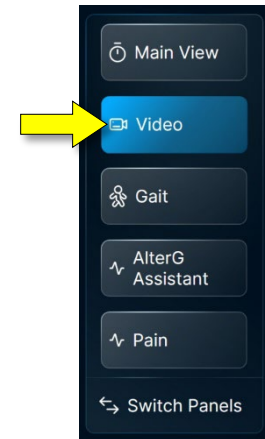 Main View
Video
Gait
AlterG
Assistant
Pain
Switch Panels